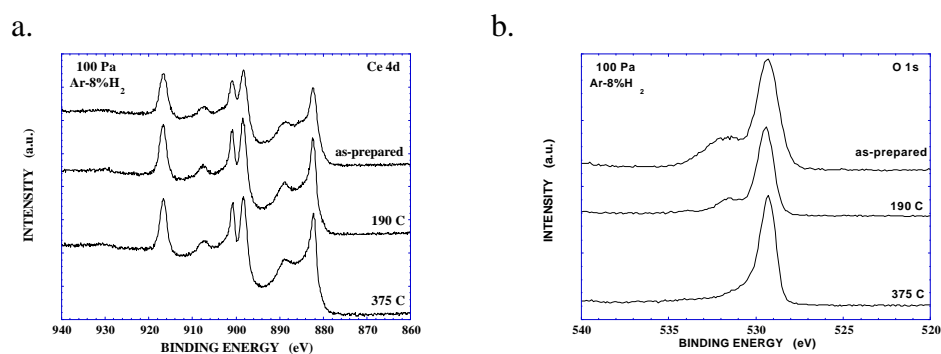 a.
100 Pa
Ar-8%H2
Ce 4d
as-prepared
190 C
375 C
INTENSITY (a.u.)
940 930 920 910 900 890 880 870 860
BINDING ENERGY (eV)
b.
100 Pa
Ar-8%H2
O 1s
as-prepared
190 C
375 C
INTENSITY (a.u.)
540 535 530 525 520
BINDING ENERGY (eV)